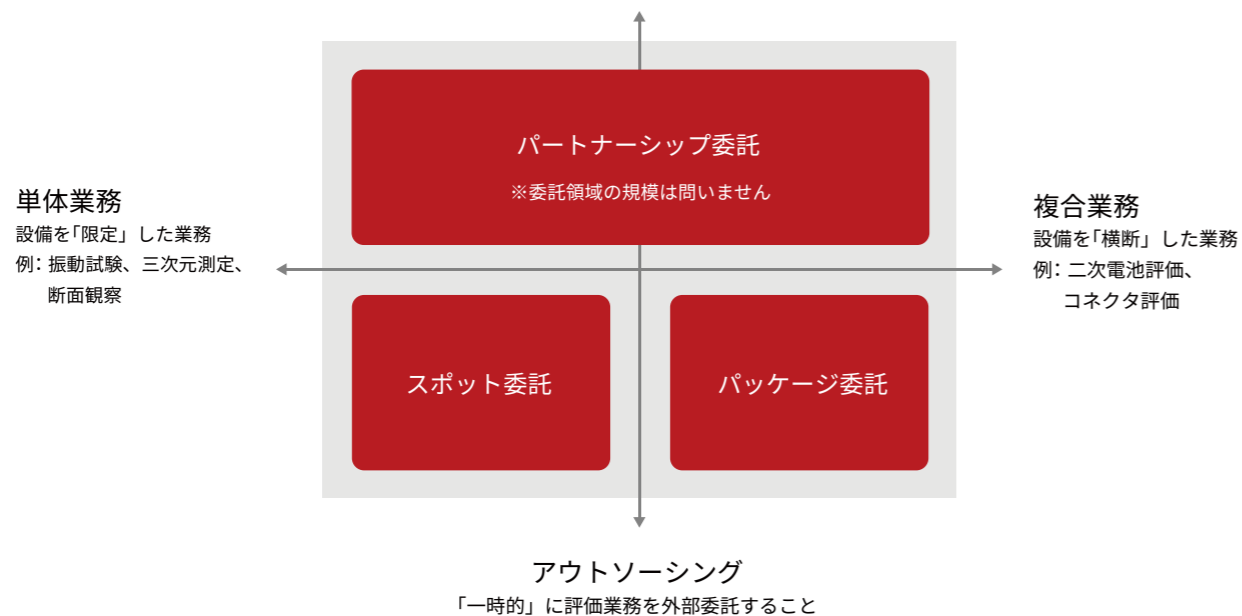 パートナーシップ委託
※委託領域の規模は問いません
単体業務
設備を「限定」した業務
例：振動試験、三次元測定、
断面観察
複合業務
設備を「横断」した業務
例：二次電池評価、
コネクタ評価
スポット委託
パッケージ委託
アウトソーシング
「一時的」に評価業務を外部委託すること